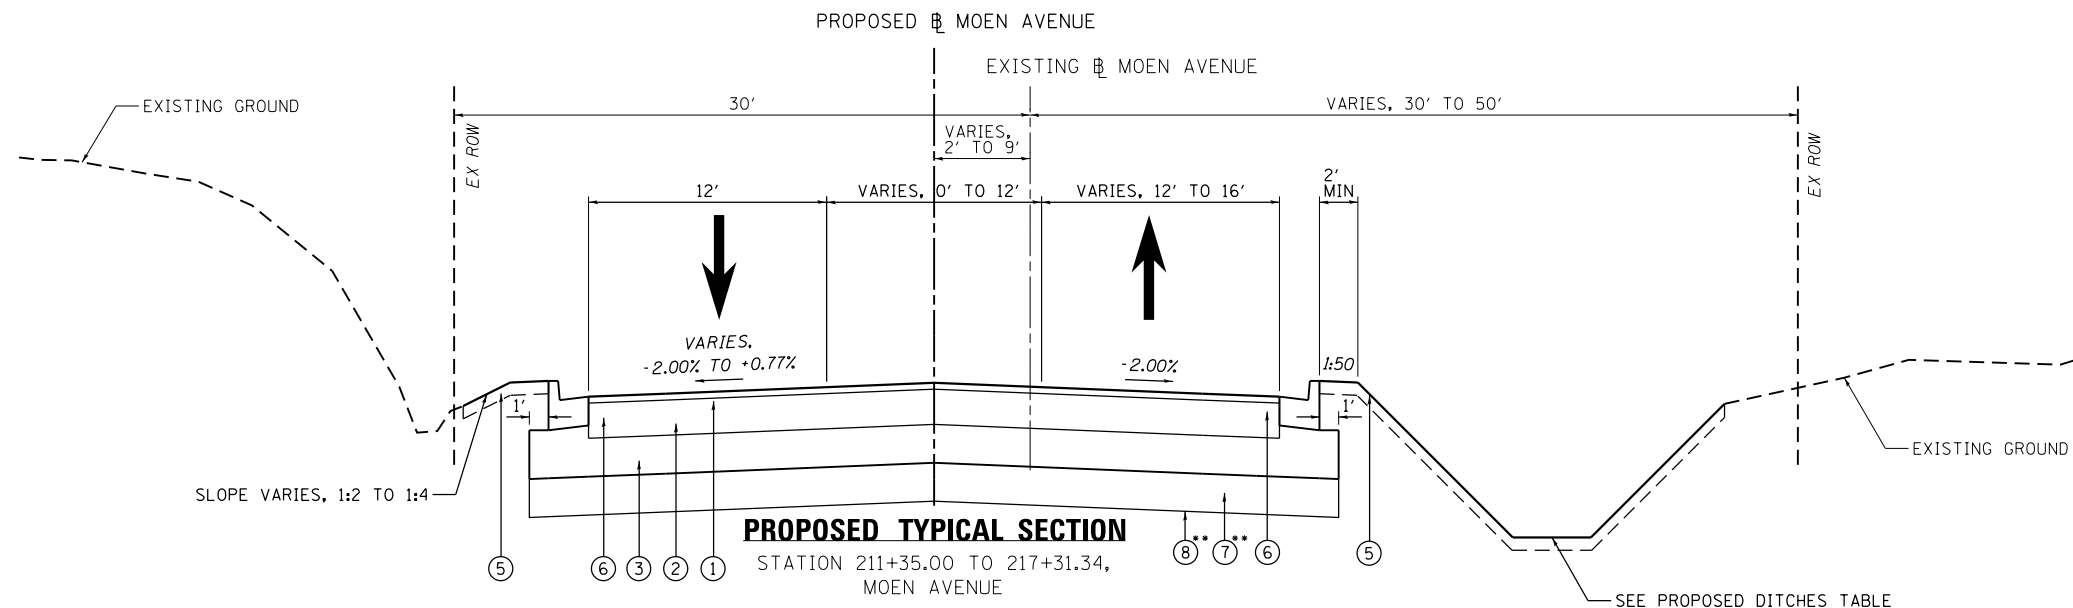 PROPOSED ⅊ MOEN AVENUE
EXISTING ⅊ MOEN AVENUE
EXISTING GROUND
30'
VARIES, 30' TO 50'
EX ROW
VARIES,
2' TO 9'
EX ROW
12'
VARIES, 0' TO 12'
VARIES, 12' TO 16'
2'
MIN
VARIES,
-2.00% TO +0.77%
-2.00%
1:50
1'
1'
EXISTING GROUND
SLOPE VARIES, 1:2 TO 1:4
PROPOSED TYPICAL SECTION
STATION 211+35.00 TO 217+31.34,
MOEN AVENUE
5
6
3
2
1
8**
7**
6
5
SEE PROPOSED DITCHES TABLE